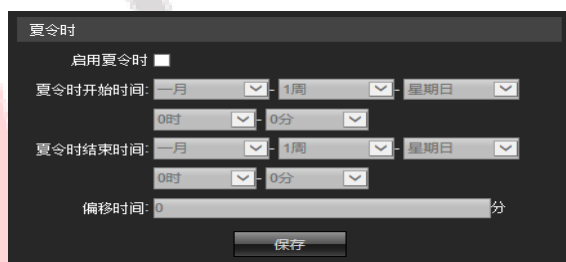 夏令时
启用夏令时
夏令时开始时间: 一月 - 1周 - 星期日
0时 - 0分
夏令时结束时间: 一月 - 1周 - 星期日
0时 - 0分
偏移时间: 0 分
保存